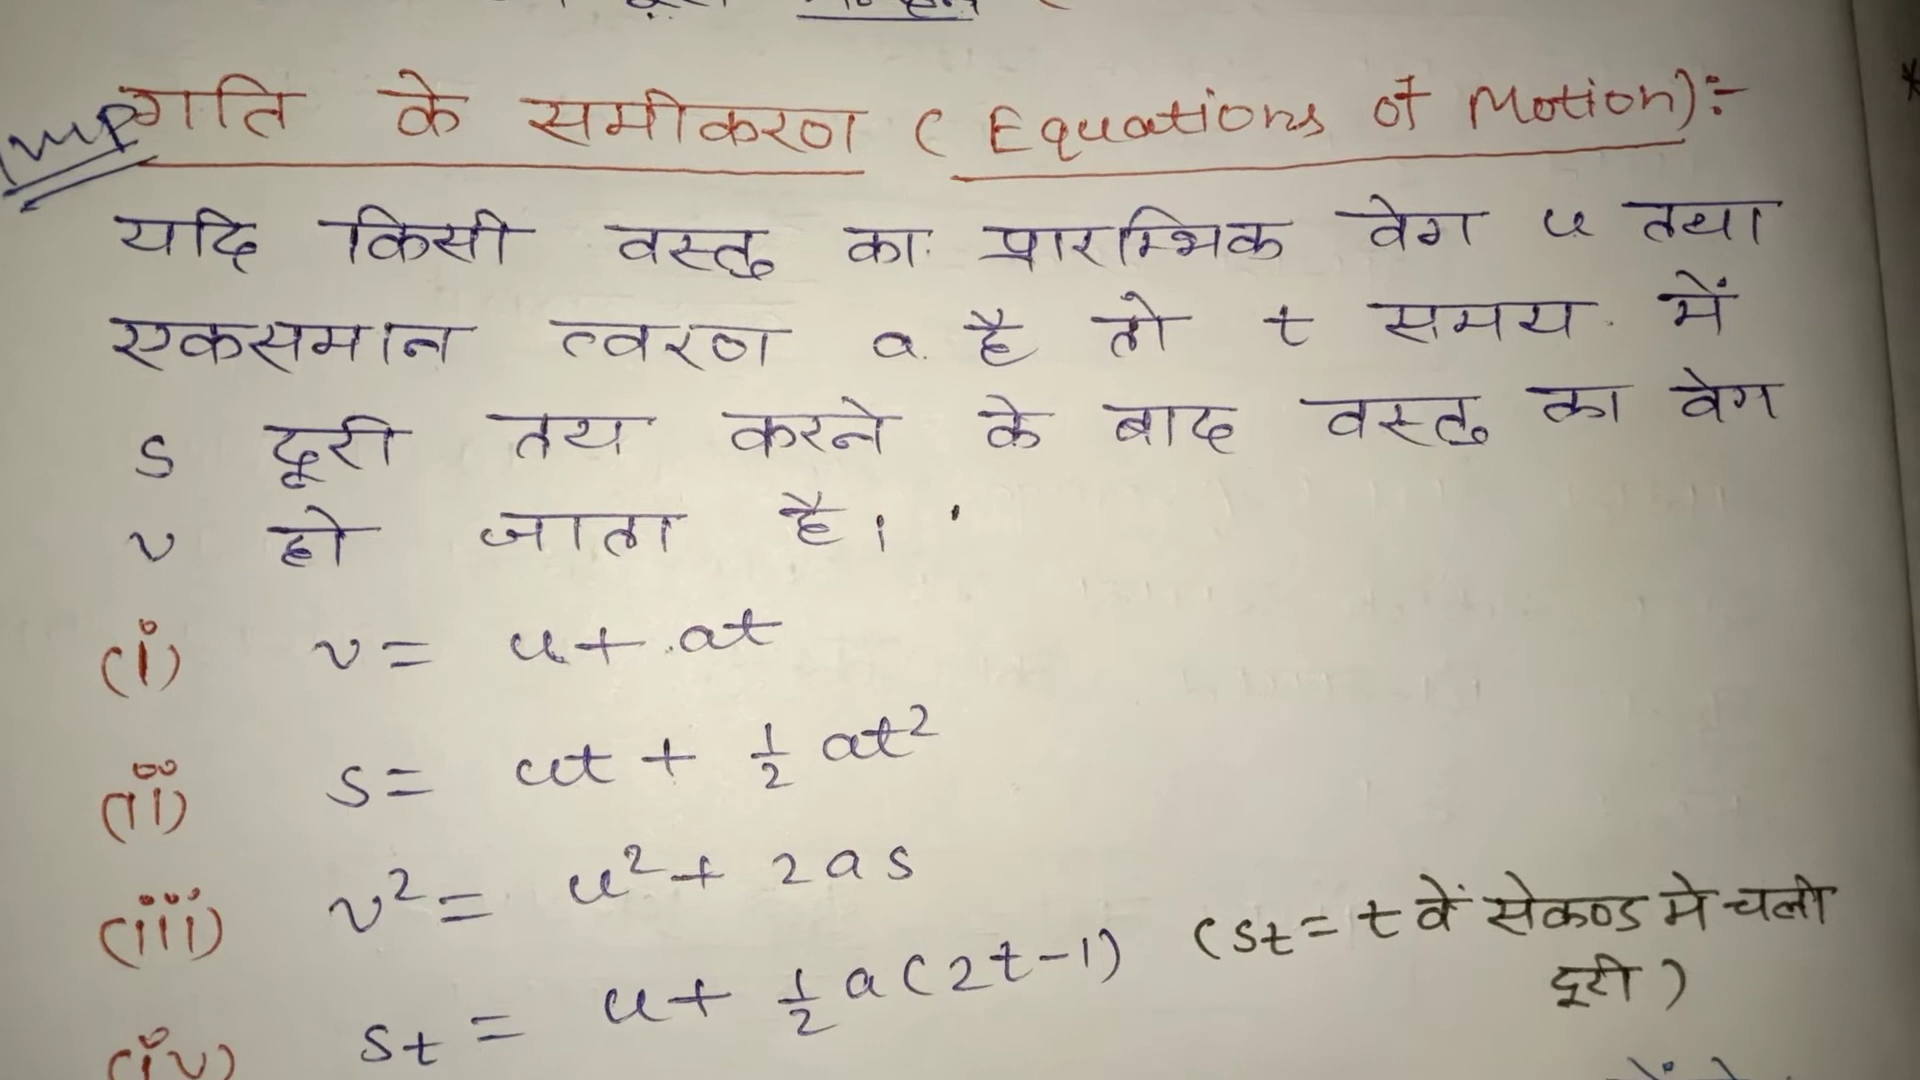 Imp गति के समीकरण ( Equations of Motion):-
यदि किसी वस्तु का प्रारम्भिक वेग u तथा
एकसमान त्वरण a है तो t समय में
s दूरी तय करने के बाद वस्तु का वेग
v हो जाता है।
(i) v = u + at
(ii) s = ut + 1/2 at²
(iii) v² = u² + 2as
(iv) st = u + 1/2 a(2t-1) (st = t वें सेकण्ड मे चली
दूरी)